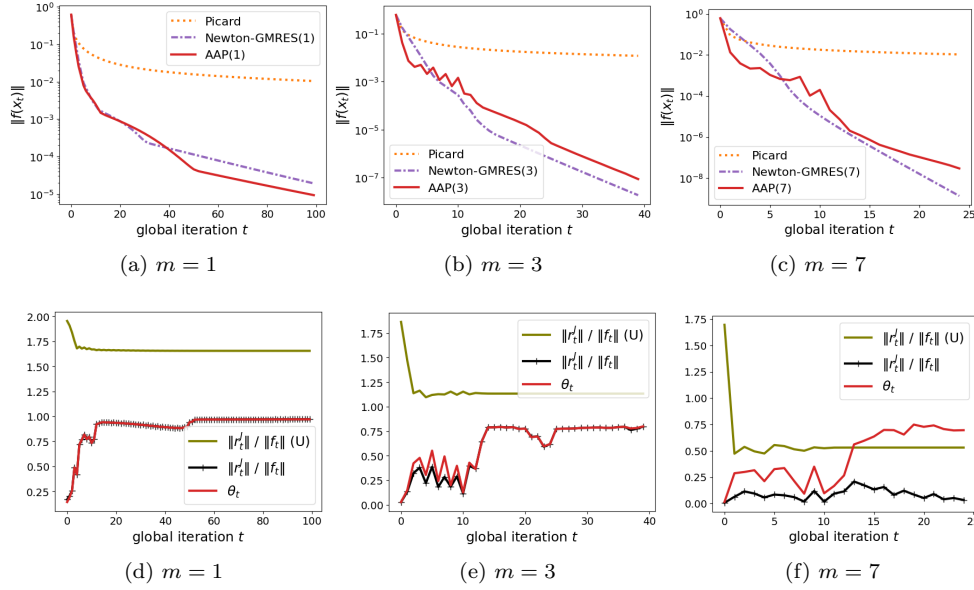 10⁰
10⁻¹
10⁻²
10⁻³
10⁻⁴
10⁻⁵
‖f(x_t)‖
Picard
Newton-GMRES(1)
AAP(1)
0 20 40 60 80 100
global iteration t
(a) m = 1
10⁻¹
10⁻³
10⁻⁵
10⁻⁷
‖f(x_t)‖
Picard
Newton-GMRES(3)
AAP(3)
0 10 20 30 40
global iteration t
(b) m = 3
10⁰
10⁻²
10⁻⁴
10⁻⁶
10⁻⁸
‖f(x_t)‖
Picard
Newton-GMRES(7)
AAP(7)
0 5 10 15 20 25
global iteration t
(c) m = 7
2.00
1.75
1.50
1.25
1.00
0.75
0.50
0.25
‖r_t^J‖ / ‖f_t‖ (U)
‖r_t^J‖ / ‖f_t‖
θ_t
0 20 40 60 80 100
global iteration t
(d) m = 1
1.75
1.50
1.25
1.00
0.75
0.50
0.25
0.00
‖r_t^J‖ / ‖f_t‖ (U)
‖r_t^J‖ / ‖f_t‖
θ_t
0 10 20 30 40
global iteration t
(e) m = 3
1.75
1.50
1.25
1.00
0.75
0.50
0.25
0.00
‖r_t^J‖ / ‖f_t‖ (U)
‖r_t^J‖ / ‖f_t‖
θ_t
0 5 10 15 20 25
global iteration t
(f) m = 7